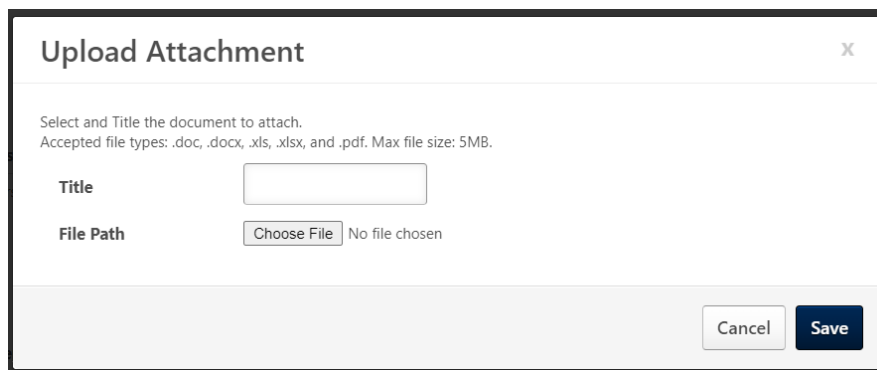 Upload Attachment x
Select and Title the document to attach.
Accepted file types: .doc, .docx, .xls, .xlsx, and .pdf. Max file size: 5MB.
Title
File Path Choose File No file chosen
Cancel Save